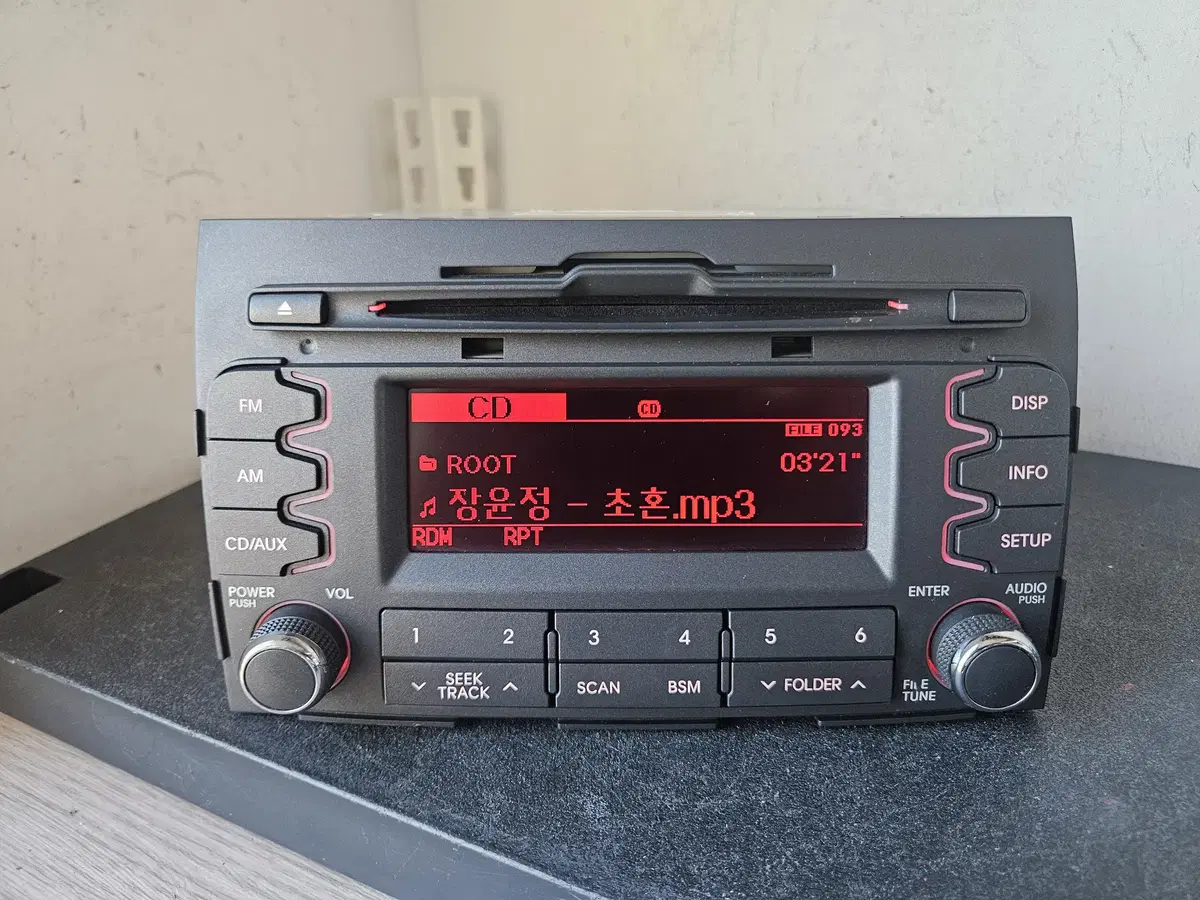 FM
AM
CD/AUX
CD
CD
FILE 093
ROOT
03'21"
장윤정 - 초혼.mp3
RDM RPT
DISP
INFO
SETUP
POWER
PUSH
VOL
ENTER
AUDIO
PUSH
1 2 3 4 5 6
SEEK
TRACK
SCAN
BSM
FOLDER
FILE
TUNE